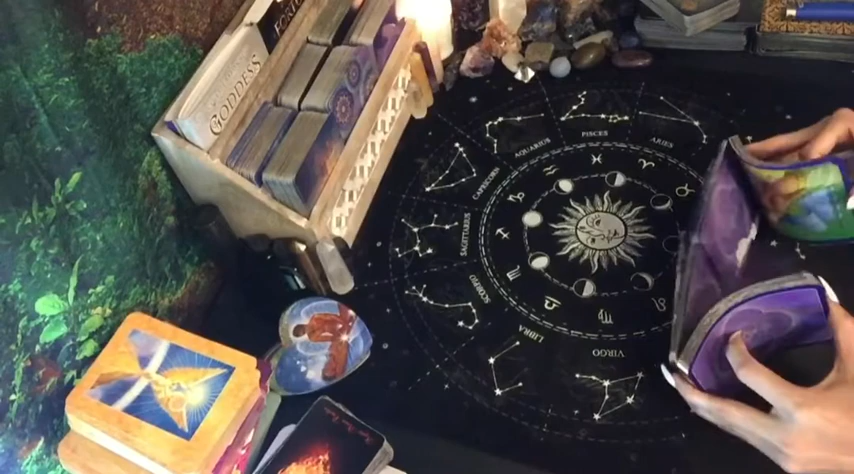 GODDESS
AQUARIUS
PISCES
ARIES
CAPRICORN
SAGITTARIUS
SCORPIO
LIBRA
VIRGO